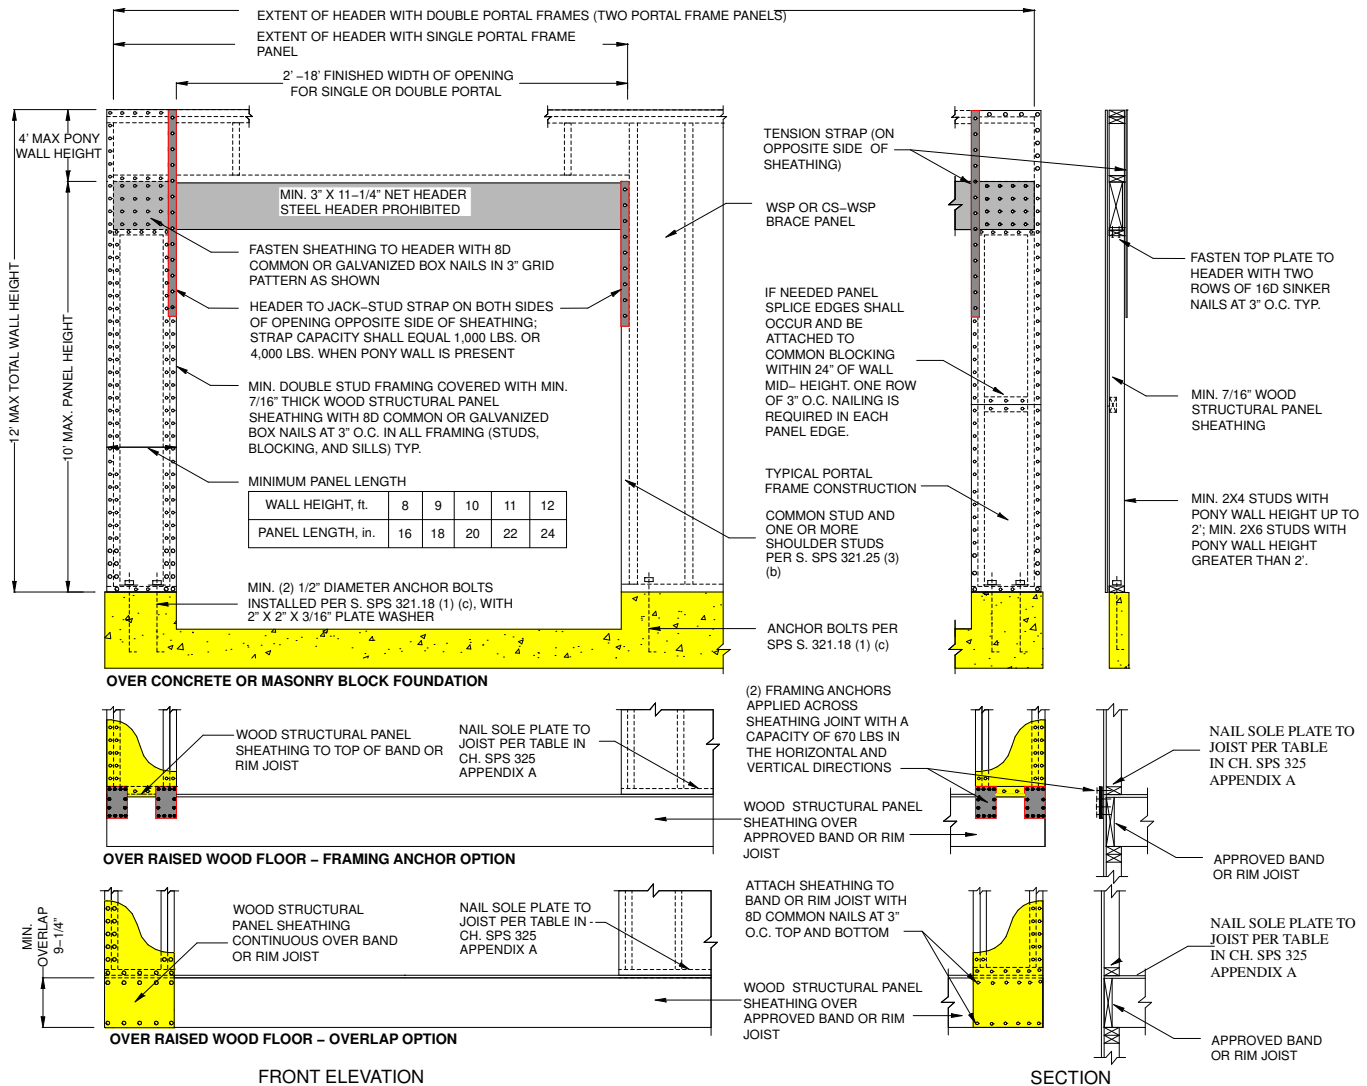 EXTENT OF HEADER WITH DOUBLE PORTAL FRAMES (TWO PORTAL FRAME PANELS)
EXTENT OF HEADER WITH SINGLE PORTAL FRAME
PANEL
2' –18' FINISHED WIDTH OF OPENING
FOR SINGLE OR DOUBLE PORTAL
4' MAX PONY
WALL HEIGHT
12' MAX TOTAL WALL HEIGHT
10' MAX. PANEL HEIGHT
MIN. 3" X 11–1/4" NET HEADER
STEEL HEADER PROHIBITED
FASTEN SHEATHING TO HEADER WITH 8D
COMMON OR GALVANIZED BOX NAILS IN 3" GRID
PATTERN AS SHOWN
HEADER TO JACK–STUD STRAP ON BOTH SIDES
OF OPENING OPPOSITE SIDE OF SHEATHING;
STRAP CAPACITY SHALL EQUAL 1,000 LBS. OR
4,000 LBS. WHEN PONY WALL IS PRESENT
MIN. DOUBLE STUD FRAMING COVERED WITH MIN.
7/16" THICK WOOD STRUCTURAL PANEL
SHEATHING WITH 8D COMMON OR GALVANIZED
BOX NAILS AT 3" O.C. IN ALL FRAMING (STUDS,
BLOCKING, AND SILLS) TYP.
MINIMUM PANEL LENGTH
WALL HEIGHT, ft. 8 9 10 11 12
PANEL LENGTH, in. 16 18 20 22 24
MIN. (2) 1/2" DIAMETER ANCHOR BOLTS
INSTALLED PER S. SPS 321.18 (1) (c), WITH
2" X 2" X 3/16" PLATE WASHER
TENSION STRAP (ON
OPPOSITE SIDE OF
SHEATHING)
WSP OR CS–WSP
BRACE PANEL
IF NEEDED PANEL
SPLICE EDGES SHALL
OCCUR AND BE
ATTACHED TO
COMMON BLOCKING
WITHIN 24" OF WALL
MID– HEIGHT. ONE ROW
OF 3" O.C. NAILING IS
REQUIRED IN EACH
PANEL EDGE.
TYPICAL PORTAL
FRAME CONSTRUCTION
COMMON STUD AND
ONE OR MORE
SHOULDER STUDS
PER S. SPS 321.25 (3)
(b)
ANCHOR BOLTS PER
SPS S. 321.18 (1) (c)
FASTEN TOP PLATE TO
HEADER WITH TWO
ROWS OF 16D SINKER
NAILS AT 3" O.C. TYP.
MIN. 7/16" WOOD
STRUCTURAL PANEL
SHEATHING
MIN. 2X4 STUDS WITH
PONY WALL HEIGHT UP TO
2'; MIN. 2X6 STUDS WITH
PONY WALL HEIGHT
GREATER THAN 2'.
OVER CONCRETE OR MASONRY BLOCK FOUNDATION
WOOD STRUCTURAL PANEL
SHEATHING TO TOP OF BAND OR
RIM JOIST
NAIL SOLE PLATE TO
JOIST PER TABLE IN
CH. SPS 325
APPENDIX A
(2) FRAMING ANCHORS
APPLIED ACROSS
SHEATHING JOINT WITH A
CAPACITY OF 670 LBS IN
THE HORIZONTAL AND
VERTICAL DIRECTIONS
WOOD STRUCTURAL PANEL
SHEATHING OVER
APPROVED BAND OR RIM
JOIST
NAIL SOLE PLATE TO
JOIST PER TABLE
IN CH. SPS 325
APPENDIX A
APPROVED BAND
OR RIM JOIST
OVER RAISED WOOD FLOOR – FRAMING ANCHOR OPTION
MIN.
OVERLAP
9–1/4"
WOOD STRUCTURAL
PANEL SHEATHING
CONTINUOUS OVER BAND
OR RIM JOIST
NAIL SOLE PLATE TO
JOIST PER TABLE IN
CH. SPS 325
APPENDIX A
ATTACH SHEATHING TO
BAND OR RIM JOIST WITH
8D COMMON NAILS AT 3"
O.C. TOP AND BOTTOM
WOOD STRUCTURAL PANEL
SHEATHING OVER
APPROVED BAND OR RIM
JOIST
NAIL SOLE PLATE TO
JOIST PER TABLE
IN CH. SPS 325
APPENDIX A
APPROVED BAND
OR RIM JOIST
OVER RAISED WOOD FLOOR – OVERLAP OPTION
FRONT ELEVATION
SECTION